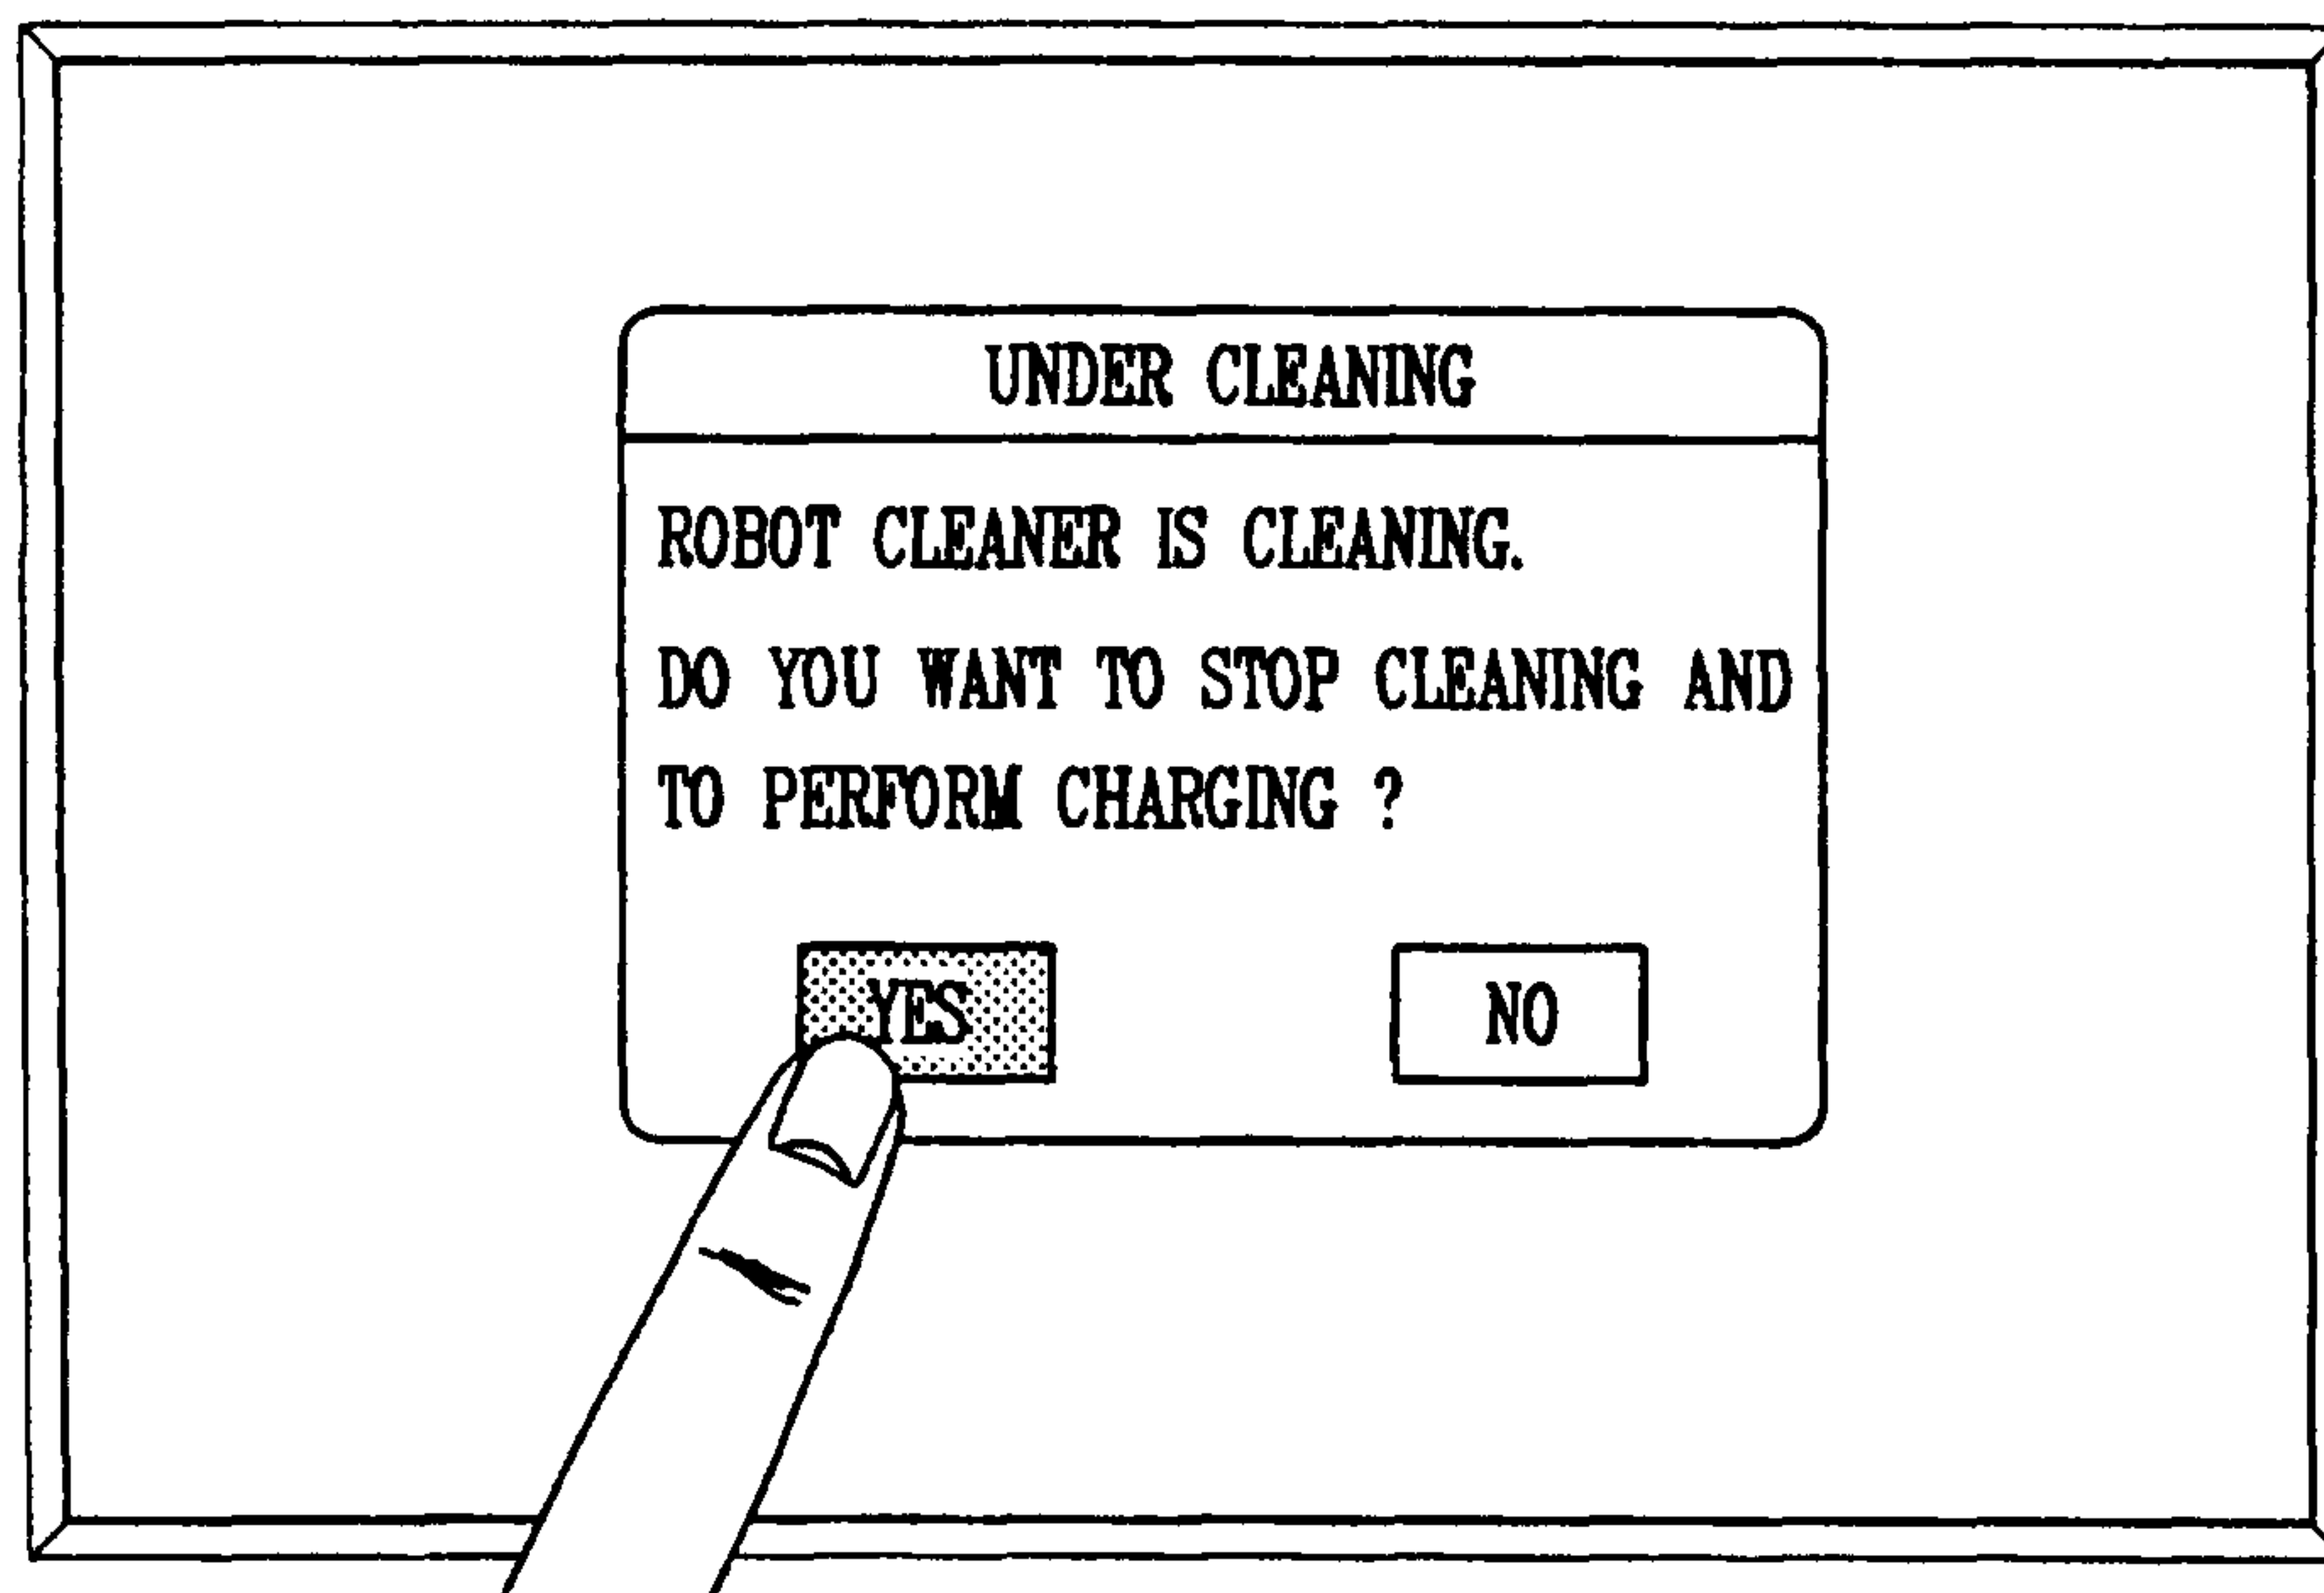 UNDER CLEANING
ROBOT CLEANER IS CLEANING.
DO YOU WANT TO STOP CLEANING AND
TO PERFORM CHARGING ?
YES
NO